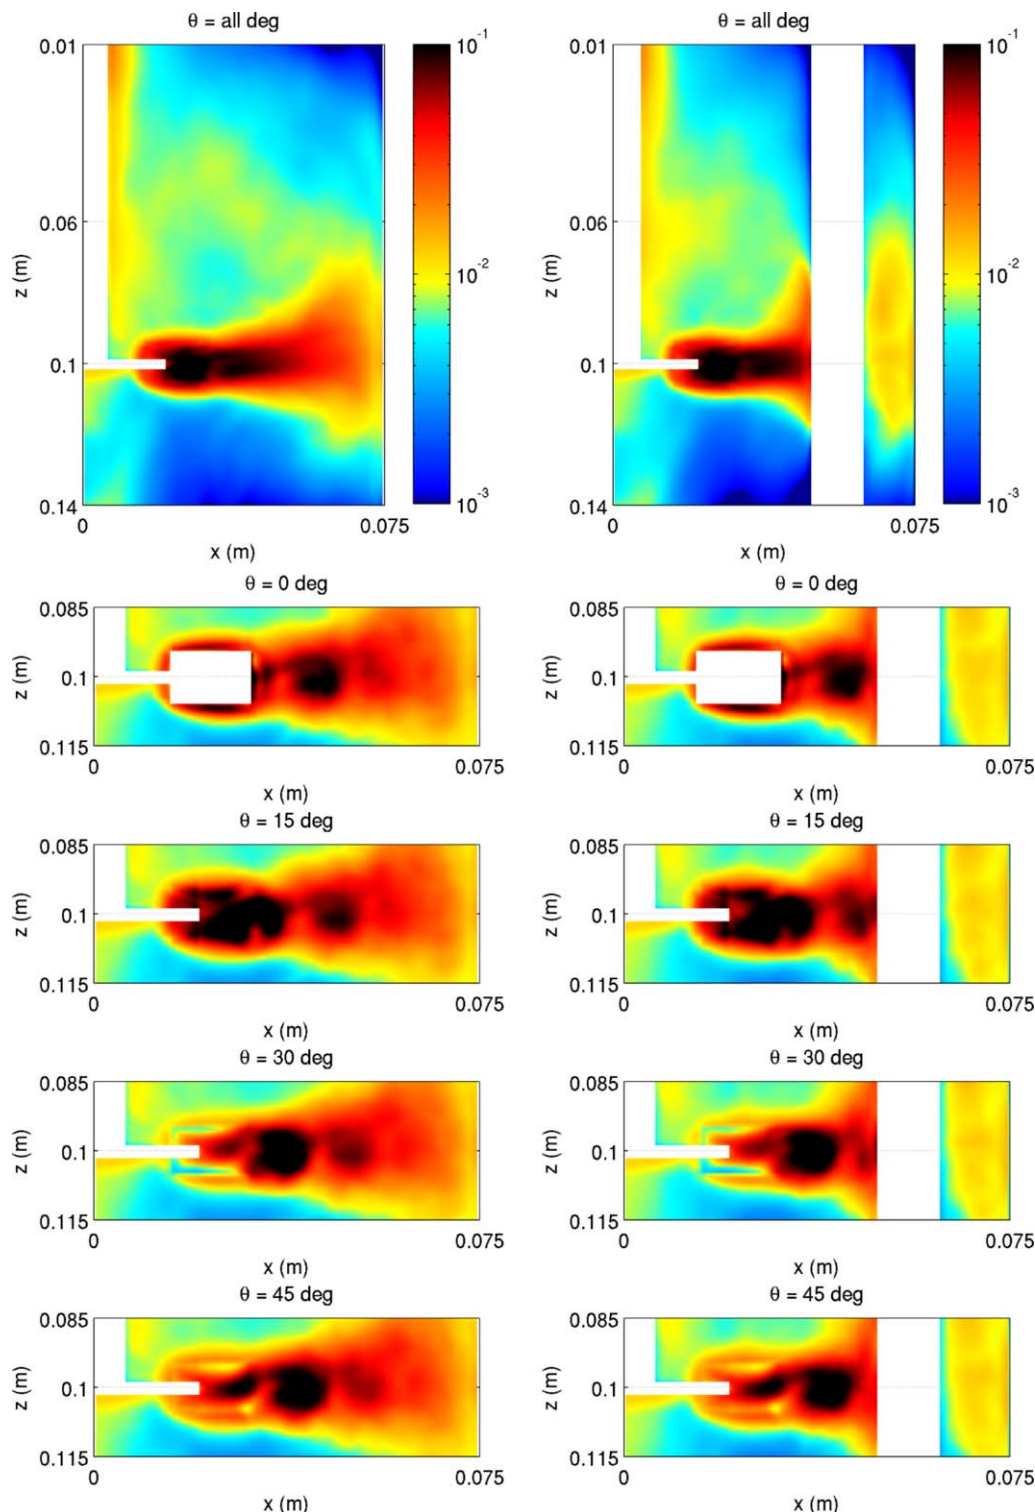 θ = all deg
0.01
0.06
0.1
0.14
z (m)
0
0.075
x (m)
10-1
10-2
10-3
θ = all deg
0.01
0.06
0.1
0.14
z (m)
0
0.075
x (m)
10-1
10-2
10-3
θ = 0 deg
0.085
0.1
0.115
z (m)
0
0.075
x (m)
θ = 0 deg
0.085
0.1
0.115
z (m)
0
0.075
x (m)
θ = 15 deg
0.085
0.1
0.115
z (m)
0
0.075
x (m)
θ = 15 deg
0.085
0.1
0.115
z (m)
0
0.075
x (m)
θ = 30 deg
0.085
0.1
0.115
z (m)
0
0.075
x (m)
θ = 30 deg
0.085
0.1
0.115
z (m)
0
0.075
x (m)
θ = 45 deg
0.085
0.1
0.115
z (m)
0
0.075
x (m)
θ = 45 deg
0.085
0.1
0.115
z (m)
0
0.075
x (m)